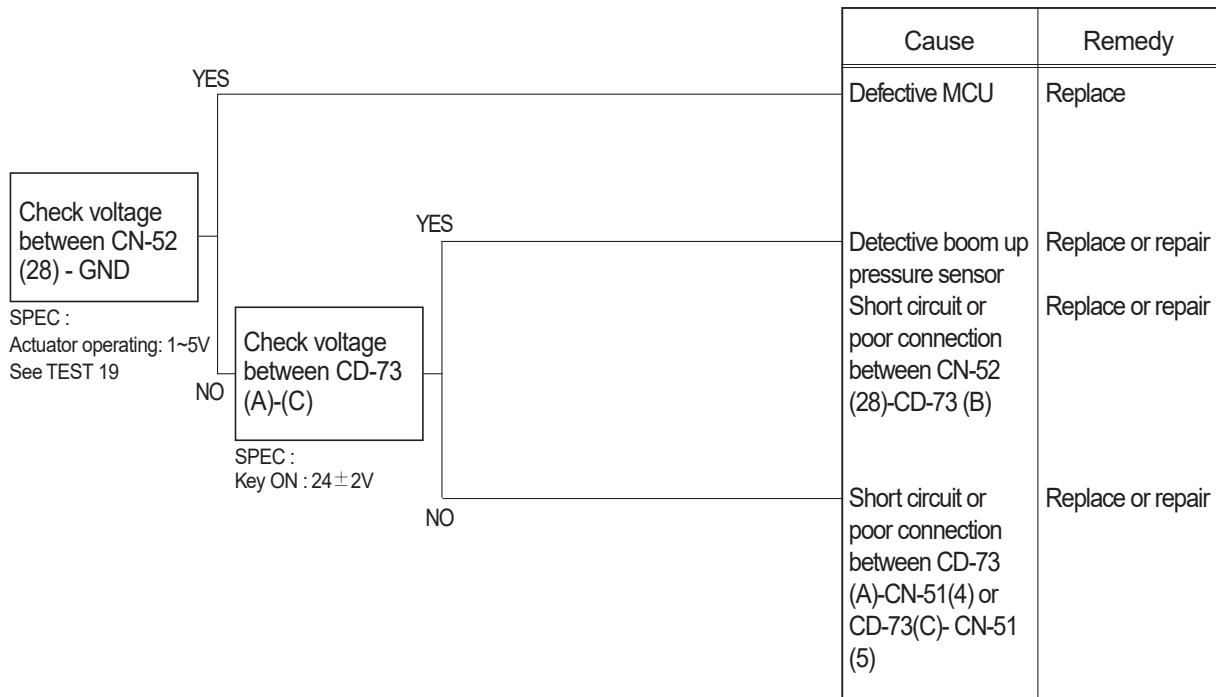 Cause
Remedy
YES
Defective MCU
Replace
Check voltage
between CN-52
(28) - GND
SPEC :
Actuator operating: 1~5V
See TEST 19
NO
YES
Detective boom up
pressure sensor
Replace or repair
Short circuit or
poor connection
between CN-52
(28)-CD-73 (B)
Replace or repair
Check voltage
between CD-73
(A)-(C)
SPEC :
Key ON : 24±2V
NO
Short circuit or
poor connection
between CD-73
(A)-CN-51(4) or
CD-73(C)- CN-51
(5)
Replace or repair